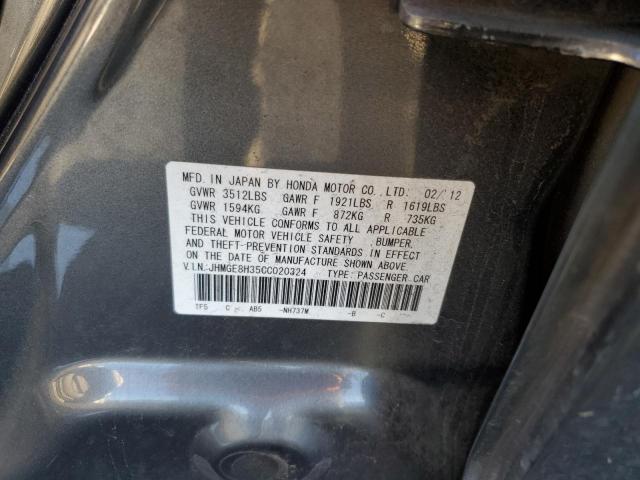 MFD. IN JAPAN BY HONDA MOTOR CO., LTD. 02/'12
GVWR 3512LBS GAWR F 1921LBS R 1619LBS
GVWR 1594KG GAWR F 872KG R 735KG
THIS VEHICLE CONFORMS TO ALL APPLICABLE
FEDERAL MOTOR VEHICLE SAFETY, BUMPER,
AND THEFT-PREVENTION STANDARDS IN EFFECT
ON THE DATE OF MANUFACTURE SHOWN ABOVE.
V.I.N.: JHMGE8H35CC020324 TYPE: PASSENGER CAR
TF5 C AB5 -NH737M -B -C